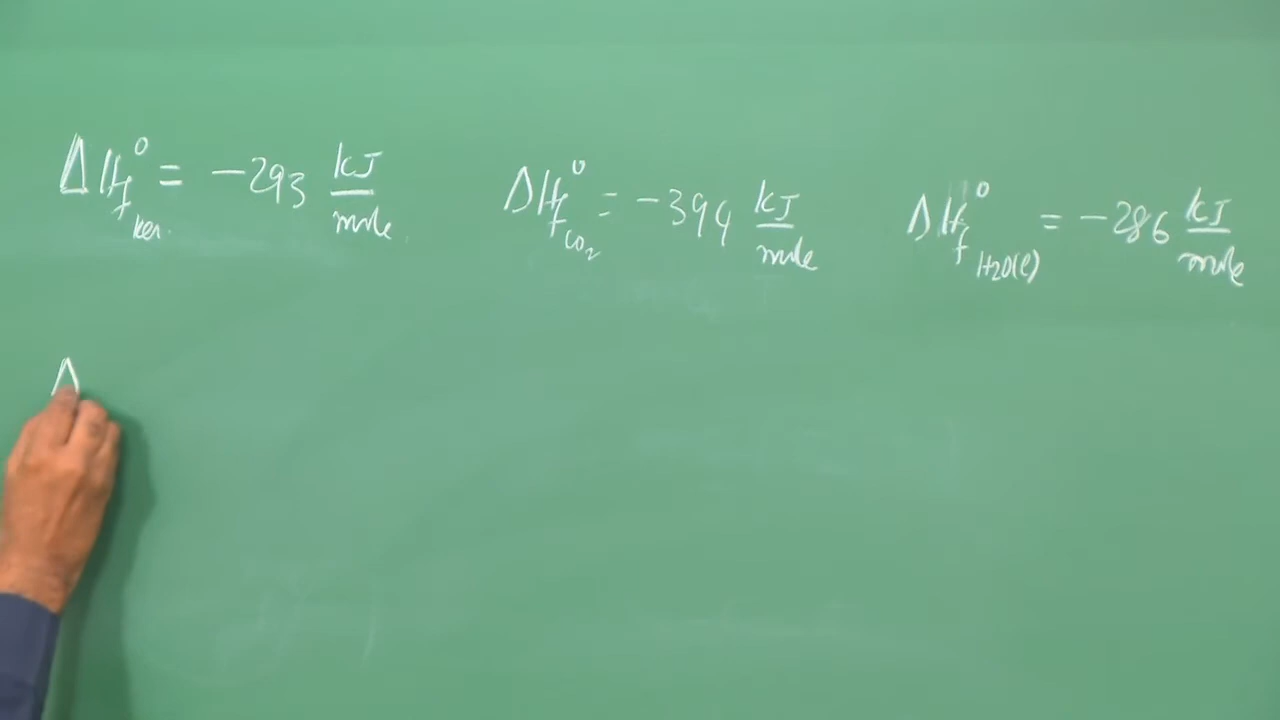 ΔHf°ker. = -293 kJ/mole
ΔHf°CO2 = -394 kJ/mole
ΔHf°H2O(l) = -286 kJ/mole
Δ